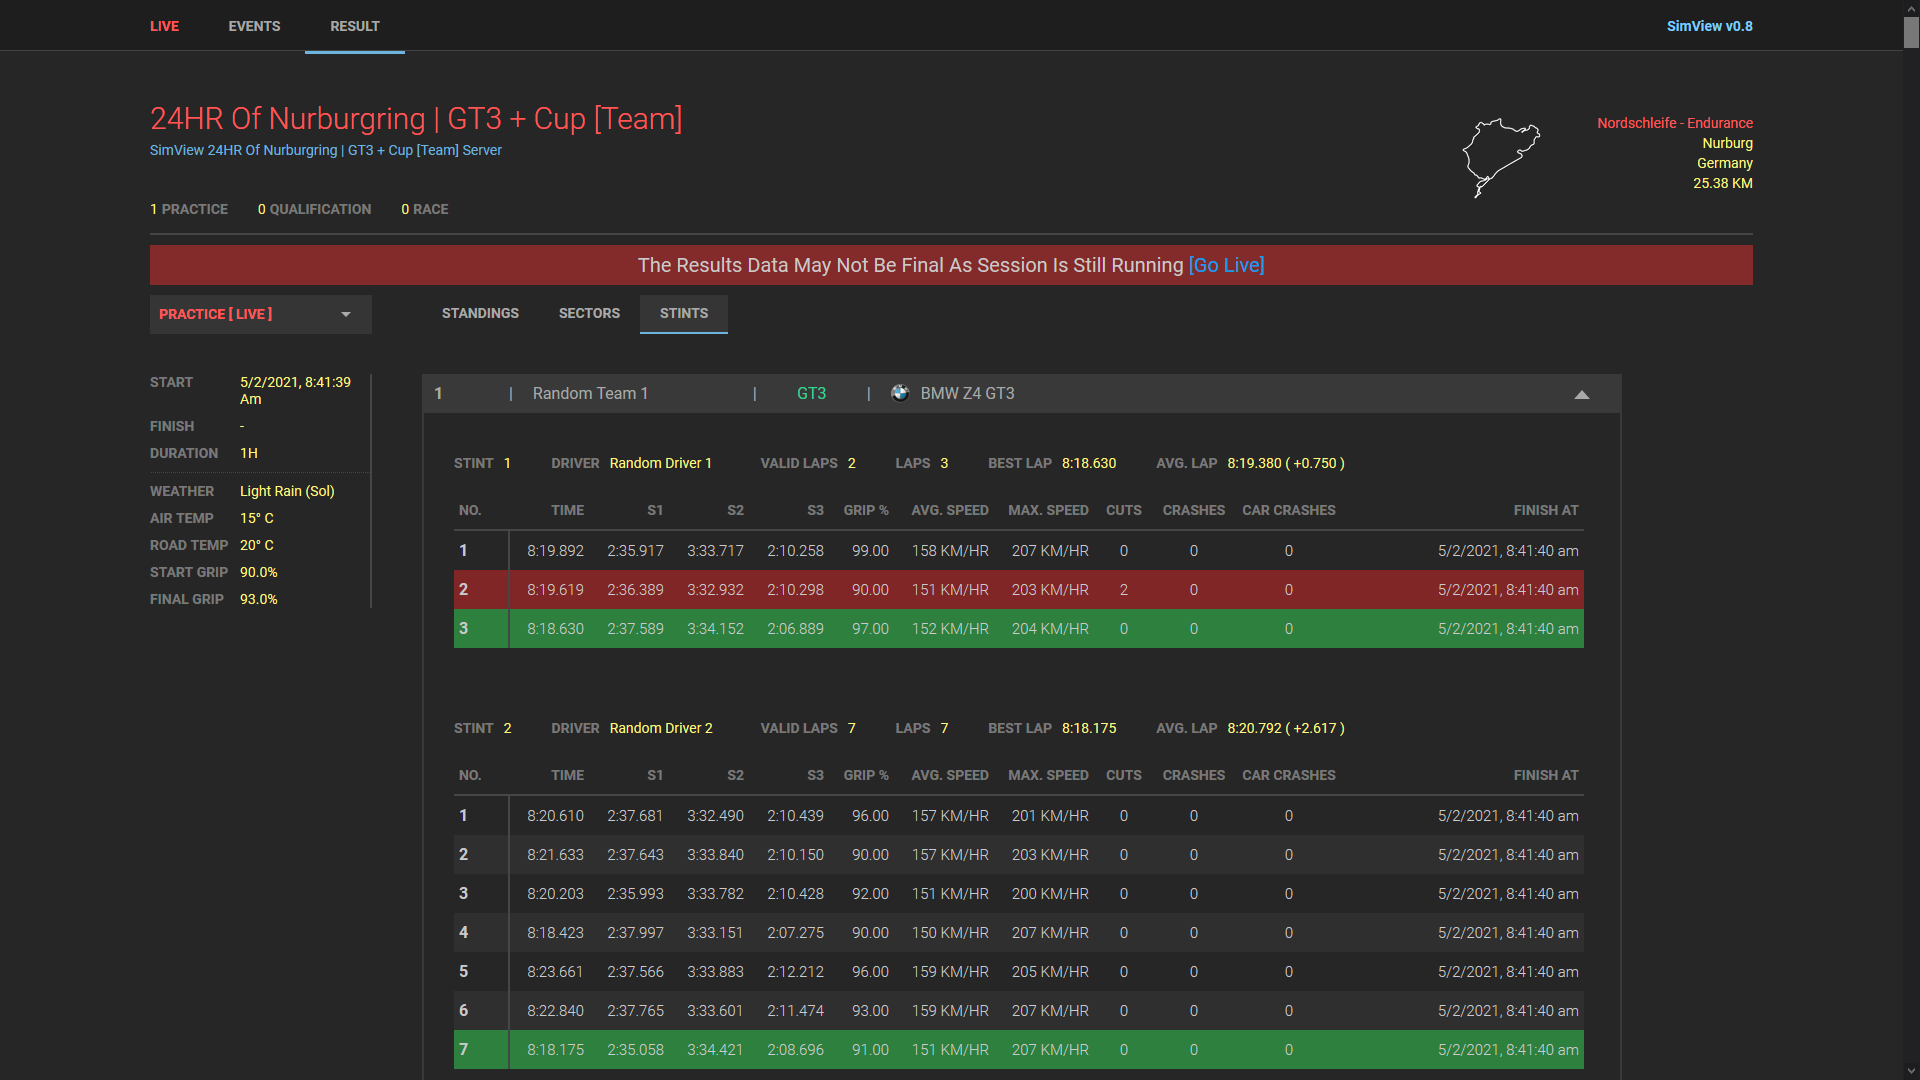 LIVE EVENTS RESULT SimView v0.8
24HR Of Nurburgring | GT3 + Cup [Team]
SimView 24HR Of Nurburgring | GT3 + Cup [Team] Server
Nordschleife - Endurance
Nurburg
Germany
25.38 KM
1 PRACTICE 0 QUALIFICATION 0 RACE
The Results Data May Not Be Final As Session Is Still Running [Go Live]
PRACTICE [ LIVE ]
STANDINGS SECTORS STINTS
START 5/2/2021, 8:41:39
Am
FINISH -
DURATION 1H
WEATHER Light Rain (Sol)
AIR TEMP 15° C
ROAD TEMP 20° C
START GRIP 90.0%
FINAL GRIP 93.0%
1 | Random Team 1 | GT3 | BMW Z4 GT3
STINT 1 DRIVER Random Driver 1 VALID LAPS 2 LAPS 3 BEST LAP 8:18.630 AVG. LAP 8:19.380 ( +0.750 )
NO. TIME S1 S2 S3 GRIP % AVG. SPEED MAX. SPEED CUTS CRASHES CAR CRASHES FINISH AT
1 8:19.892 2:35.917 3:33.717 2:10.258 99.00 158 KM/HR 207 KM/HR 0 0 0 5/2/2021, 8:41:40 am
2 8:19.619 2:36.389 3:32.932 2:10.298 90.00 151 KM/HR 203 KM/HR 2 0 0 5/2/2021, 8:41:40 am
3 8:18.630 2:37.589 3:34.152 2:06.889 97.00 152 KM/HR 204 KM/HR 0 0 0 5/2/2021, 8:41:40 am
STINT 2 DRIVER Random Driver 2 VALID LAPS 7 LAPS 7 BEST LAP 8:18.175 AVG. LAP 8:20.792 ( +2.617 )
NO. TIME S1 S2 S3 GRIP % AVG. SPEED MAX. SPEED CUTS CRASHES CAR CRASHES FINISH AT
1 8:20.610 2:37.681 3:32.490 2:10.439 96.00 157 KM/HR 201 KM/HR 0 0 0 5/2/2021, 8:41:40 am
2 8:21.633 2:37.643 3:33.840 2:10.150 90.00 157 KM/HR 203 KM/HR 0 0 0 5/2/2021, 8:41:40 am
3 8:20.203 2:35.993 3:33.782 2:10.428 92.00 151 KM/HR 200 KM/HR 0 0 0 5/2/2021, 8:41:40 am
4 8:18.423 2:37.997 3:33.151 2:07.275 90.00 150 KM/HR 207 KM/HR 0 0 0 5/2/2021, 8:41:40 am
5 8:23.661 2:37.566 3:33.883 2:12.212 96.00 159 KM/HR 205 KM/HR 0 0 0 5/2/2021, 8:41:40 am
6 8:22.840 2:37.765 3:33.601 2:11.474 93.00 159 KM/HR 207 KM/HR 0 0 0 5/2/2021, 8:41:40 am
7 8:18.175 2:35.058 3:34.421 2:08.696 91.00 151 KM/HR 207 KM/HR 0 0 0 5/2/2021, 8:41:40 am